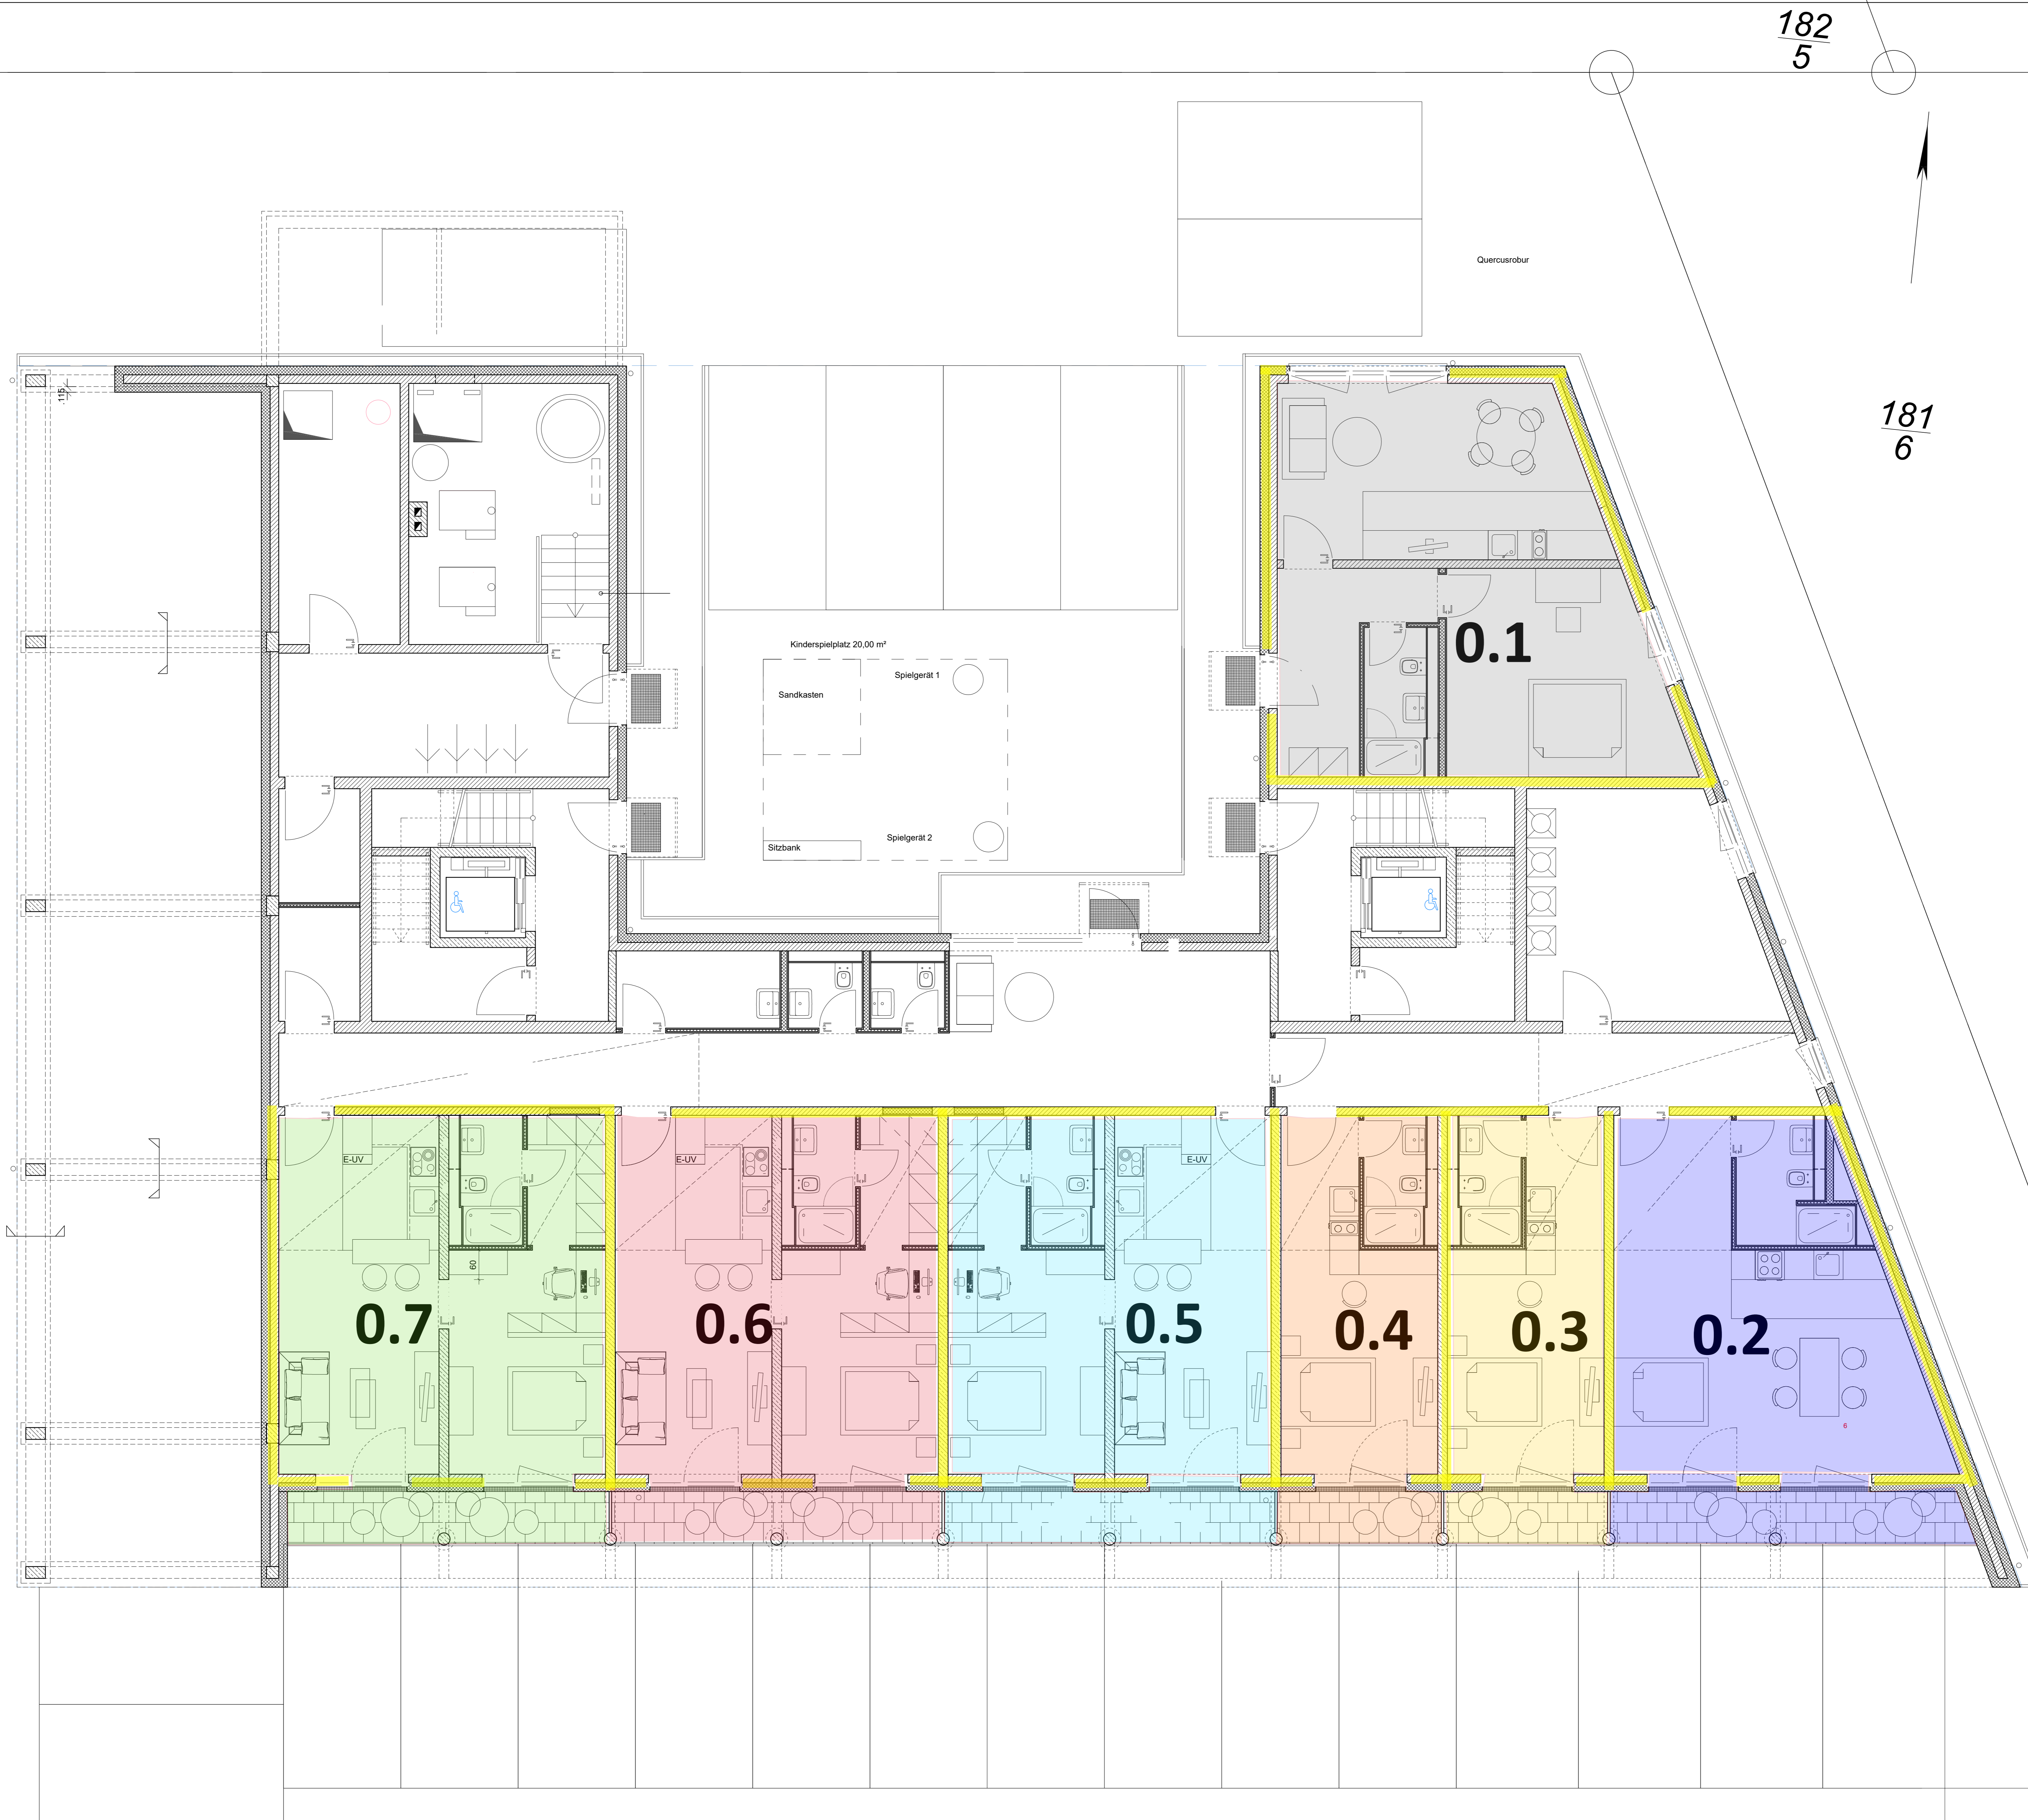 182
5
Quercusrobur
181
6
115
Kinderspielplatz 20,00 m²
Spielgerät 1
Sandkasten
0.1
Spielgerät 2
Sitzbank
E-UV
E-UV
E-UV
60
0.7
0.6
0.5
0.4
0.3
0.2
6